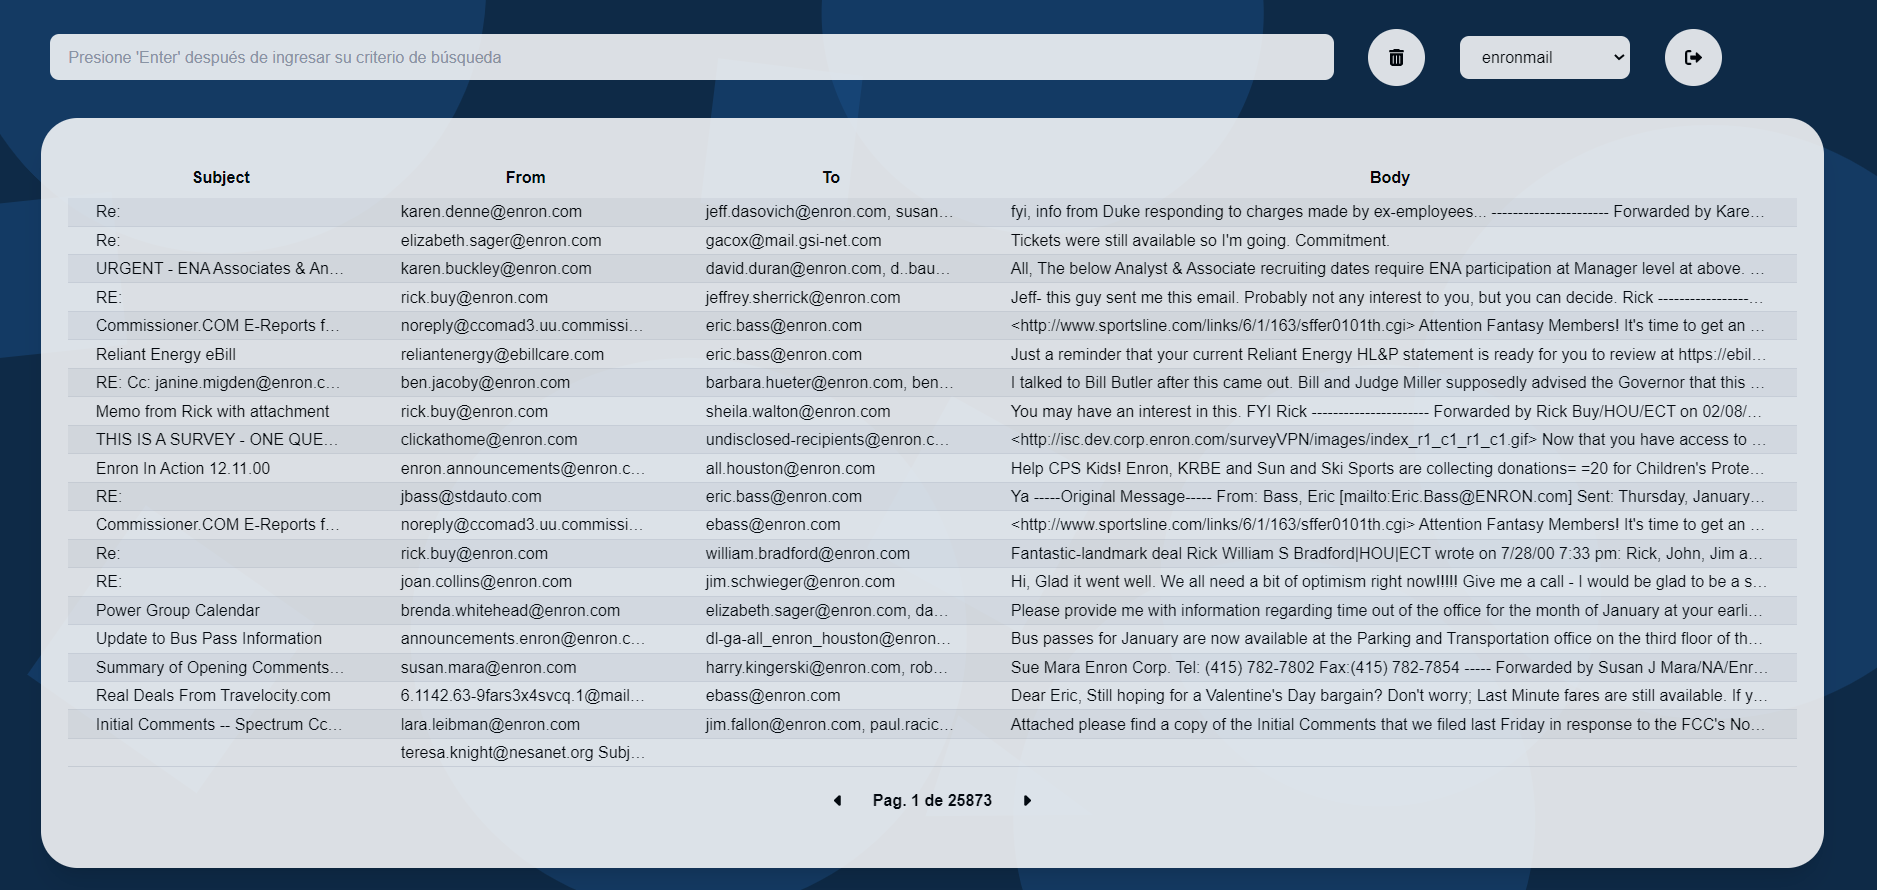 Presione 'Enter' después de ingresar su criterio de búsqueda enronmail
Subject From To Body
Re: karen.denne@enron.com jeff.dasovich@enron.com, susan... fyi, info from Duke responding to charges made by ex-employees... ---------------------- Forwarded by Kare...
Re: elizabeth.sager@enron.com gacox@mail.gsi-net.com Tickets were still available so I'm going. Commitment.
URGENT - ENA Associates & An... karen.buckley@enron.com david.duran@enron.com, d..bau... All, The below Analyst & Associate recruiting dates require ENA participation at Manager level at above. ...
RE: rick.buy@enron.com jeffrey.sherrick@enron.com Jeff- this guy sent me this email. Probably not any interest to you, but you can decide. Rick -----------------...
Commissioner.COM E-Reports f... noreply@ccomad3.uu.commissi... eric.bass@enron.com <http://www.sportsline.com/links/6/1/163/sffer0101th.cgi> Attention Fantasy Members! It's time to get an ...
Reliant Energy eBill reliantenergy@ebillcare.com eric.bass@enron.com Just a reminder that your current Reliant Energy HL&P statement is ready for you to review at https://ebil...
RE: Cc: janine.migden@enron.c... ben.jacoby@enron.com barbara.hueter@enron.com, ben... I talked to Bill Butler after this came out. Bill and Judge Miller supposedly advised the Governor that this ...
Memo from Rick with attachment rick.buy@enron.com sheila.walton@enron.com You may have an interest in this. FYI Rick ---------------------- Forwarded by Rick Buy/HOU/ECT on 02/08/...
THIS IS A SURVEY - ONE QUE... clickathome@enron.com undisclosed-recipients@enron.c... <http://isc.dev.corp.enron.com/surveyVPN/images/index_r1_c1_r1_c1.gif> Now that you have access to ...
Enron In Action 12.11.00 enron.announcements@enron.c... all.houston@enron.com Help CPS Kids! Enron, KRBE and Sun and Ski Sports are collecting donations= =20 for Children's Prote...
RE: jbass@stdauto.com eric.bass@enron.com Ya -----Original Message----- From: Bass, Eric [mailto:Eric.Bass@ENRON.com] Sent: Thursday, January...
Commissioner.COM E-Reports f... noreply@ccomad3.uu.commissi... ebass@enron.com <http://www.sportsline.com/links/6/1/163/sffer0101th.cgi> Attention Fantasy Members! It's time to get an ...
Re: rick.buy@enron.com william.bradford@enron.com Fantastic-landmark deal Rick William S Bradford|HOU|ECT wrote on 7/28/00 7:33 pm: Rick, John, Jim a...
RE: joan.collins@enron.com jim.schwieger@enron.com Hi, Glad it went well. We all need a bit of optimism right now!!!!! Give me a call - I would be glad to be a s...
Power Group Calendar brenda.whitehead@enron.com elizabeth.sager@enron.com, da... Please provide me with information regarding time out of the office for the month of January at your earli...
Update to Bus Pass Information announcements.enron@enron.c... dl-ga-all_enron_houston@enron... Bus passes for January are now available at the Parking and Transportation office on the third floor of th...
Summary of Opening Comments... susan.mara@enron.com harry.kingerski@enron.com, rob... Sue Mara Enron Corp. Tel: (415) 782-7802 Fax:(415) 782-7854 ----- Forwarded by Susan J Mara/NA/Enr...
Real Deals From Travelocity.com 6.1142.63-9fars3x4svcq.1@mail... ebass@enron.com Dear Eric, Still hoping for a Valentine's Day bargain? Don't worry; Last Minute fares are still available. If y...
Initial Comments -- Spectrum Cc... lara.leibman@enron.com jim.fallon@enron.com, paul.racic... Attached please find a copy of the Initial Comments that we filed last Friday in response to the FCC's No...
teresa.knight@nesanet.org Subj...
Pag. 1 de 25873